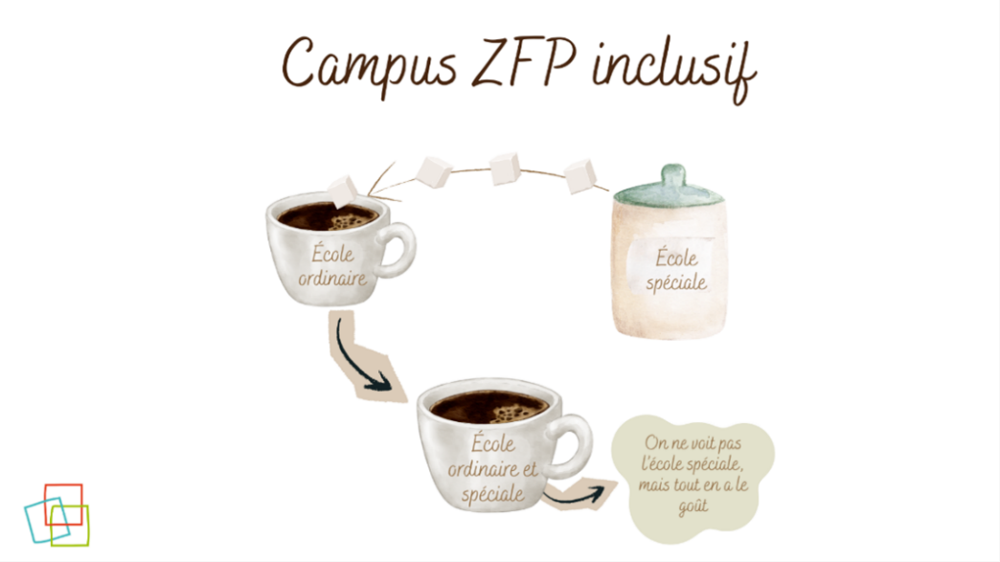 Campus ZFP inclusif
École
ordinaire
École
spéciale
École
ordinaire et
spéciale
On ne voit pas
l'école spéciale,
mais tout en a le
goût